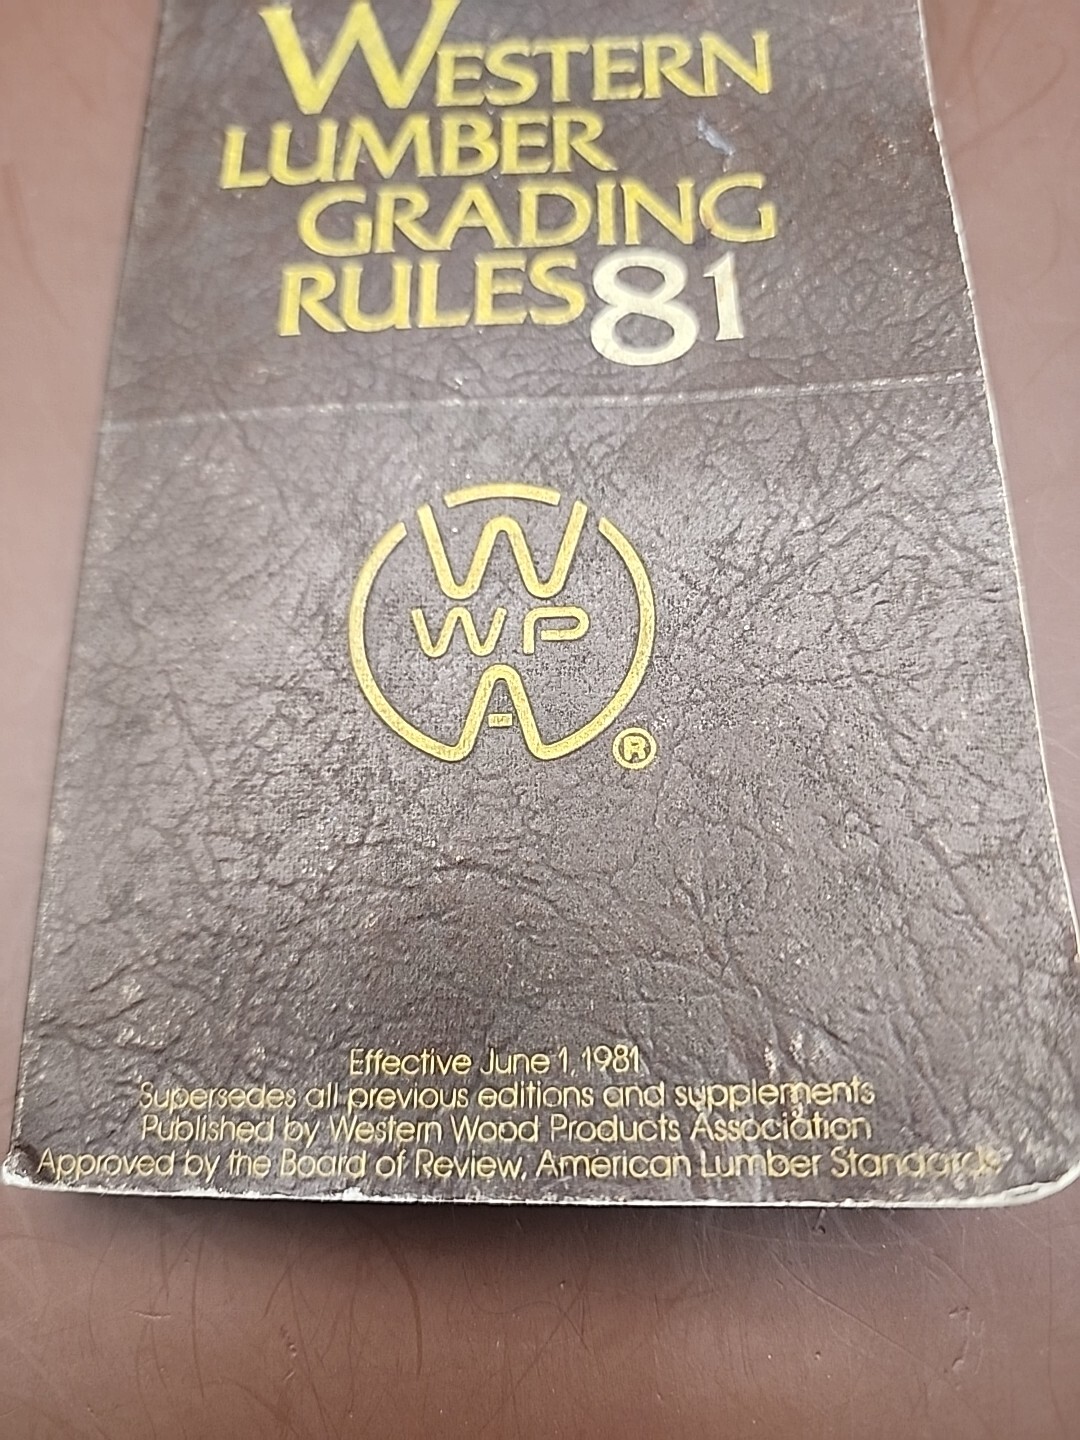 WESTERN
LUMBER
GRADING
RULES 81
W
WP
A
®
Effective June 1, 1981
Supersedes all previous editions and supplements
Published by Western Wood Products Association
Approved by the Board of Review, American Lumber Standards